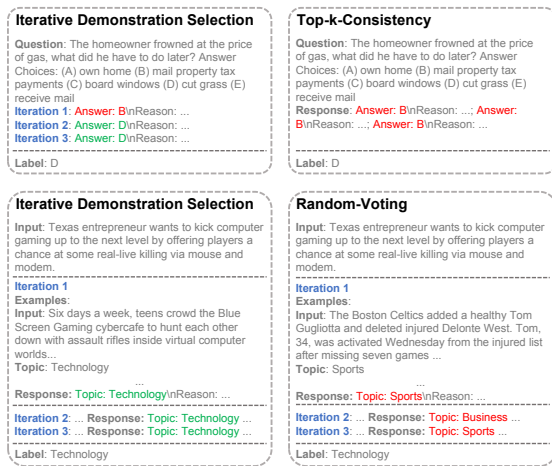 Iterative Demonstration Selection
Question: The homeowner frowned at the price
of gas, what did he have to do later? Answer
Choices: (A) own home (B) mail property tax
payments (C) board windows (D) cut grass (E)
receive mail
Iteration 1: Answer: B\nReason: ...
Iteration 2: Answer: D\nReason: ...
Iteration 3: Answer: D\nReason: ...
Label: D
Top-k-Consistency
Question: The homeowner frowned at the price
of gas, what did he have to do later? Answer
Choices: (A) own home (B) mail property tax
payments (C) board windows (D) cut grass (E)
receive mail
Response: Answer: B\nReason: ...; Answer:
B\nReason: ...; Answer: B\nReason: ...
Label: D
Iterative Demonstration Selection
Input: Texas entrepreneur wants to kick computer
gaming up to the next level by offering players a
chance at some real-live killing via mouse and
modem.
Iteration 1
Examples:
Input: Six days a week, teens crowd the Blue
Screen Gaming cybercafe to hunt each other
down with assault rifles inside virtual computer
worlds...
Topic: Technology
...
Response: Topic: Technology\nReason: ...
Iteration 2: ... Response: Topic: Technology ...
Iteration 3: ... Response: Topic: Technology ...
Label: Technology
Random-Voting
Input: Texas entrepreneur wants to kick computer
gaming up to the next level by offering players a
chance at some real-live killing via mouse and
modem.
Iteration 1
Examples:
Input: The Boston Celtics added a healthy Tom
Gugliotta and deleted injured Delonte West. Tom,
34, was activated Wednesday from the injured list
after missing seven games ...
Topic: Sports
...
Response: Topic: Sports\nReason: ...
Iteration 2: ... Response: Topic: Business ...
Iteration 3: ... Response: Topic: Sports ...
Label: Technology